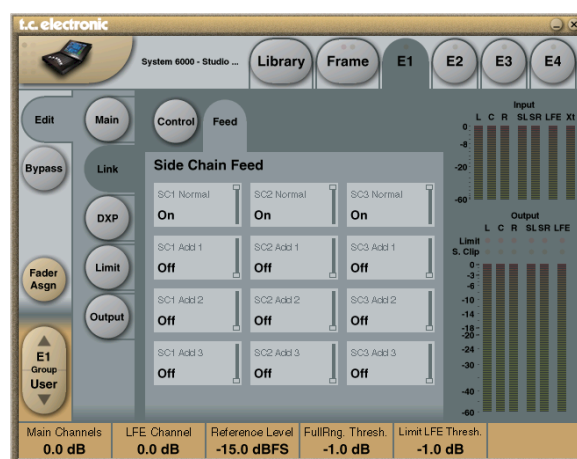 t.c. electronic
System 6000 - Studio ...
Library
Frame
E1
E2
E3
E4
Edit
Main
Control
Feed
Bypass
Link
DXP
Fader
Asgn
Limit
Output
E1
Group
User
Side Chain Feed
SC1 Normal
On
SC2 Normal
On
SC3 Normal
On
SC1 Add 1
Off
SC2 Add 1
Off
SC3 Add 1
Off
SC1 Add 2
Off
SC2 Add 2
Off
SC3 Add 2
Off
SC1 Add 3
Off
SC2 Add 3
Off
SC3 Add 3
Off
Input
L C R SL SR LFE Xt
0
-8
-20
-60
Output
L C R SL SR LFE
Limit
S. Clip
0
-3
-6
-10
-14
-18
-20
-24
-30
-40
-60
Main Channels
0.0 dB
LFE Channel
0.0 dB
Reference Level
-15.0 dBFS
FullRng. Thresh.
-1.0 dB
Limit LFE Thresh.
-1.0 dB